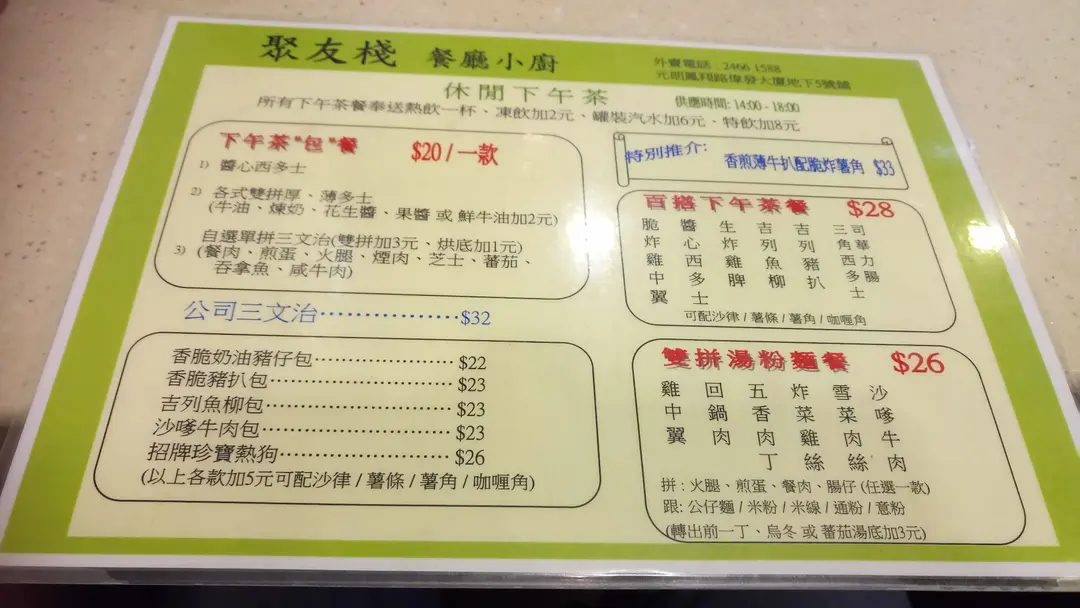 聚友棧 餐廳小廚
外賣電話 2466 1588
元朗鳳翔路偉發大廈地下5號舖
休閒下午茶
供應時間: 14:00 - 18:00
所有下午茶餐奉送熱飲一杯、凍飲加2元、罐裝汽水加6元、特飲加8元
下午茶"包"餐 $20/一款
1) 醬心西多士
2) 各式雙拼厚、薄多士
(牛油、煉奶、花生醬、果醬 或 鮮牛油加2元)
自選單拼三文治(雙拼加3元、烘底加1元)
3) (餐肉、煎蛋、火腿、煙肉、芝士、蕃茄、
吞拿魚、咸牛肉)
公司三文治················$32
香脆奶油豬仔包···················· $22
香脆豬扒包·························· $23
吉列魚柳包·························· $23
沙嗲牛肉包·························· $23
招牌珍寶熱狗························ $26
(以上各款加5元可配沙律 / 薯條 / 薯角 / 咖喱角)
特別推介:
香煎薄牛扒配脆炸薯角 $33
百搭下午茶餐 $28
脆炸雞中翼
醬心西多士
生炸雞脾
吉列魚柳
吉列豬扒
三角西多士
司華力腸
可配沙律 / 薯條 / 薯角 / 咖喱角
雙拼湯粉麵餐 $26
雞中翼
回鍋肉
五香肉丁
炸菜雞絲
雪菜肉絲
沙嗲牛肉
拼 : 火腿、煎蛋、餐肉、腸仔 (任選一款)
跟: 公仔麵 / 米粉 / 米線 / 通粉 / 意粉
(轉出前一丁、烏冬 或 蕃茄湯底加3元)